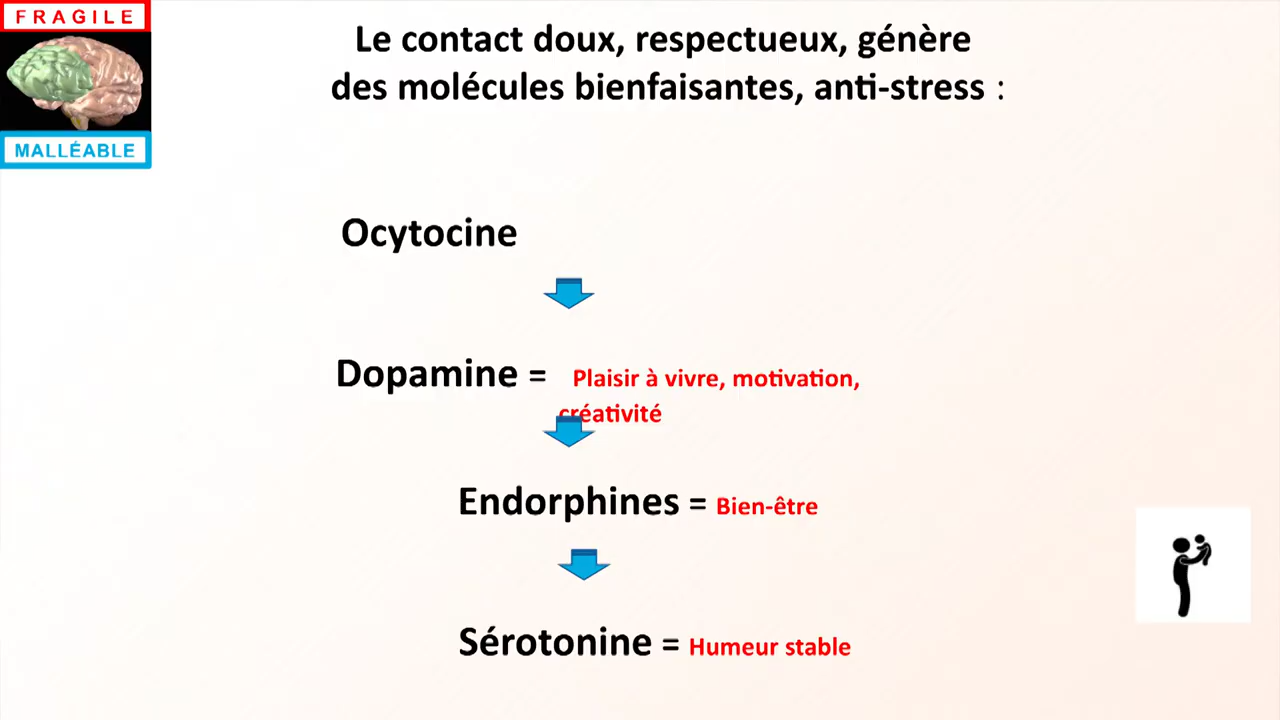 FRAGILE
MALLÉABLE
Le contact doux, respectueux, génère
des molécules bienfaisantes, anti-stress :
Ocytocine
Dopamine = Plaisir à vivre, motivation,
créativité
Endorphines = Bien-être
Sérotonine = Humeur stable